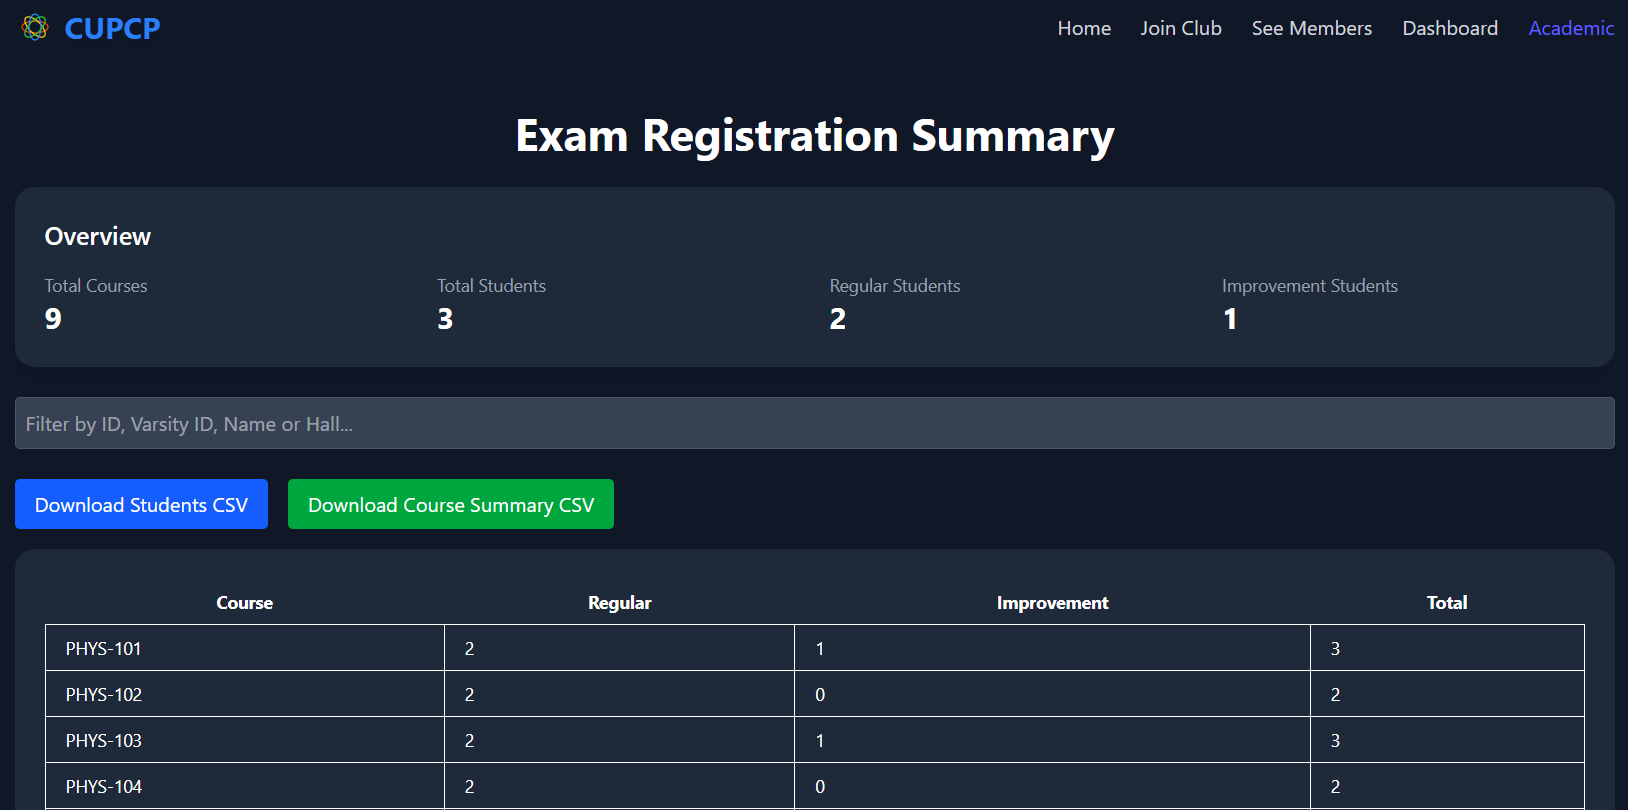 CUPCP Home Join Club See Members Dashboard Academic
Exam Registration Summary
Overview
Total Courses Total Students Regular Students Improvement Students
9 3 2 1
Filter by ID, Varsity ID, Name or Hall...
Download Students CSV Download Course Summary CSV
Course Regular Improvement Total
PHYS-101 2 1 3
PHYS-102 2 0 2
PHYS-103 2 1 3
PHYS-104 2 0 2